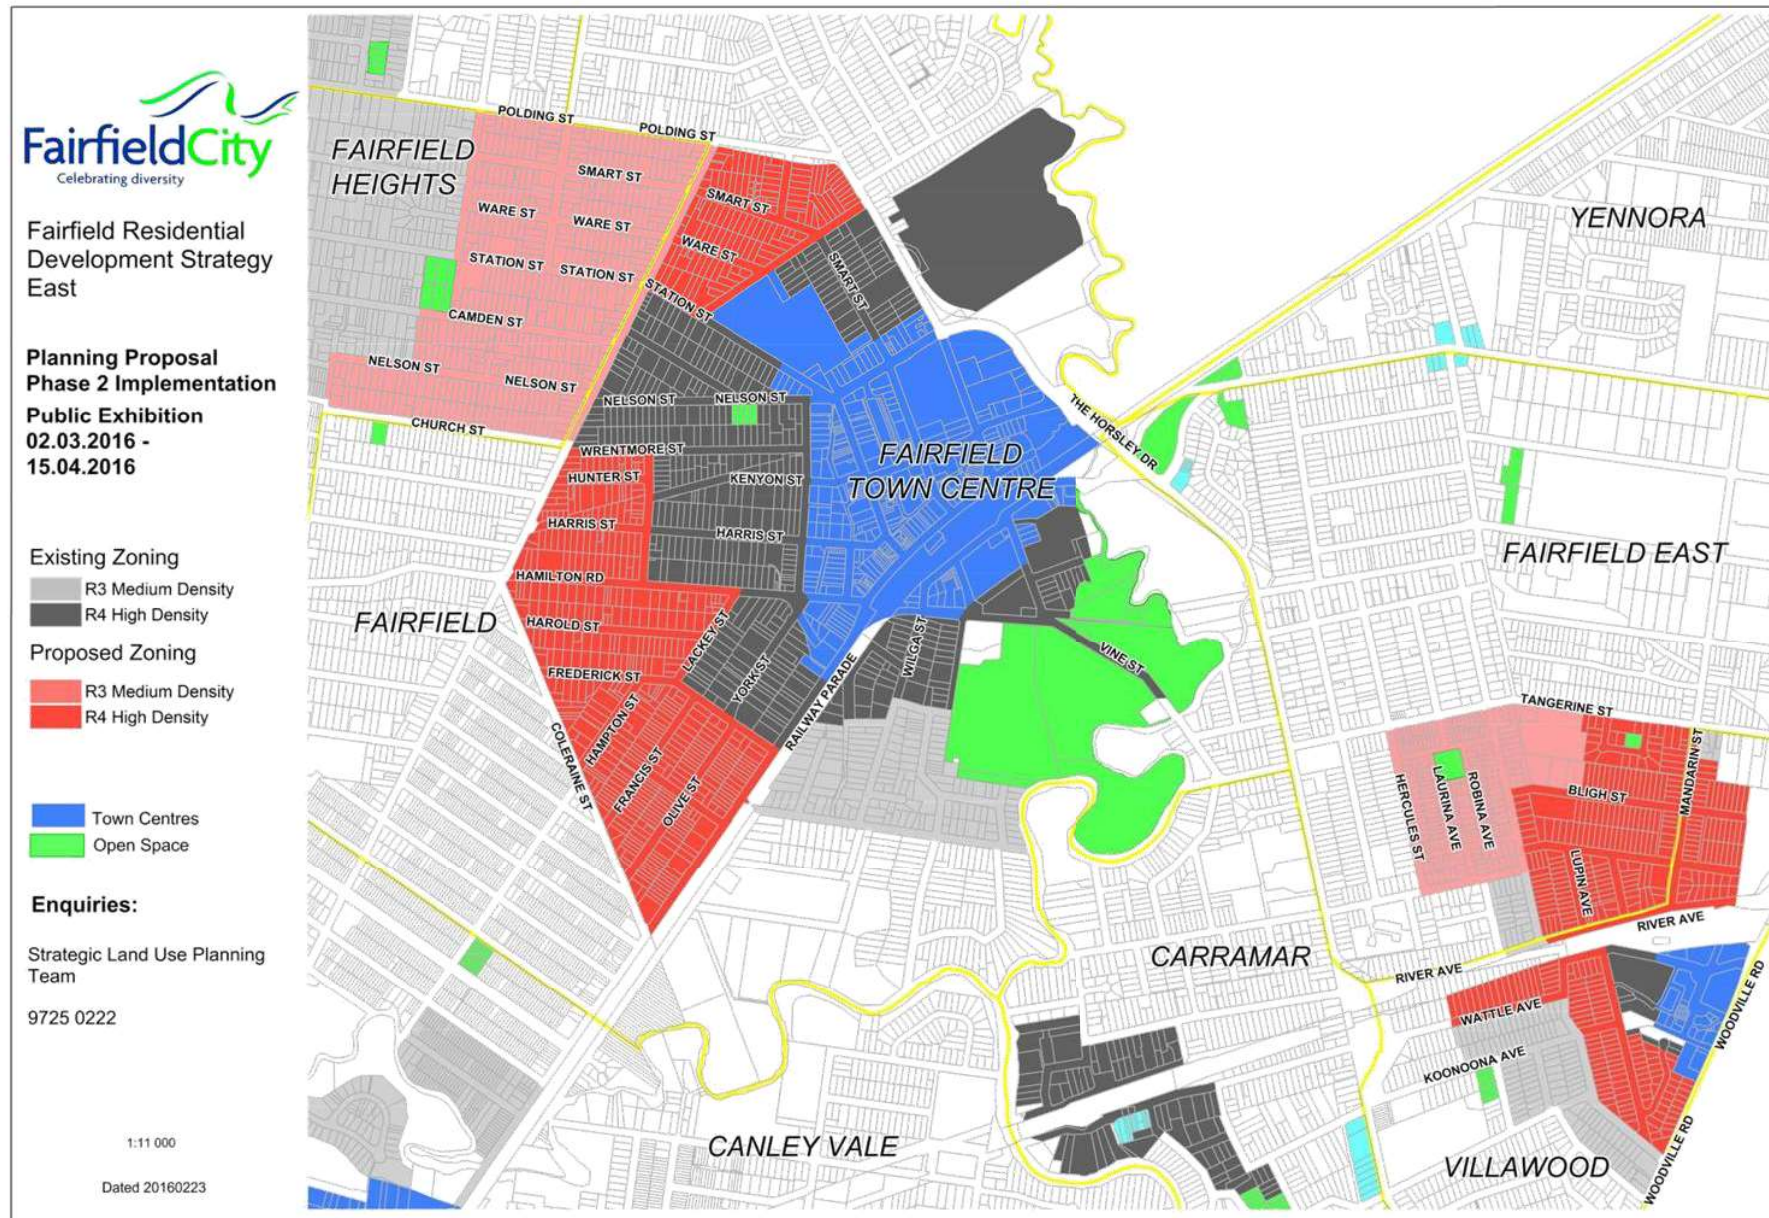 FairfieldCity
Celebrating diversity
Fairfield Residential
Development Strategy
East
Planning Proposal
Phase 2 Implementation
Public Exhibition
02.03.2016 -
15.04.2016
Existing Zoning
R3 Medium Density
R4 High Density
Proposed Zoning
R3 Medium Density
R4 High Density
Town Centres
Open Space
Enquiries:
Strategic Land Use Planning
Team
9725 0222
1:11 000
Dated 20160223
POLDING ST
POLDING ST
FAIRFIELD
HEIGHTS
SMART ST
SMART ST
WARE ST
WARE ST
WARE ST
SMART ST
STATION ST
STATION ST
STATION ST
CAMDEN ST
NELSON ST
NELSON ST
NELSON ST
NELSON ST
CHURCH ST
WRENTMORE ST
HUNTER ST
KENYON ST
HARRIS ST
HARRIS ST
HAMILTON RD
FAIRFIELD
TOWN CENTRE
THE HORSLEY DR
YENNORA
FAIRFIELD EAST
FAIRFIELD
HAROLD ST
LACKEY ST
FREDERICK ST
YORK ST
RAILWAY PARADE
WILGA ST
VINE ST
COLERAINE ST
HAMPTON ST
FRANCIS ST
OLIVE ST
TANGERINE ST
HERCULES ST
LAURINA AVE
ROBINA AVE
BLIGH ST
MANDARIN ST
LUPIN AVE
RIVER AVE
RIVER AVE
CARRAMAR
WATTLE AVE
KOONOONA AVE
WOODVILLE RD
WOODVILLE RD
CANLEY VALE
VILLAWOOD